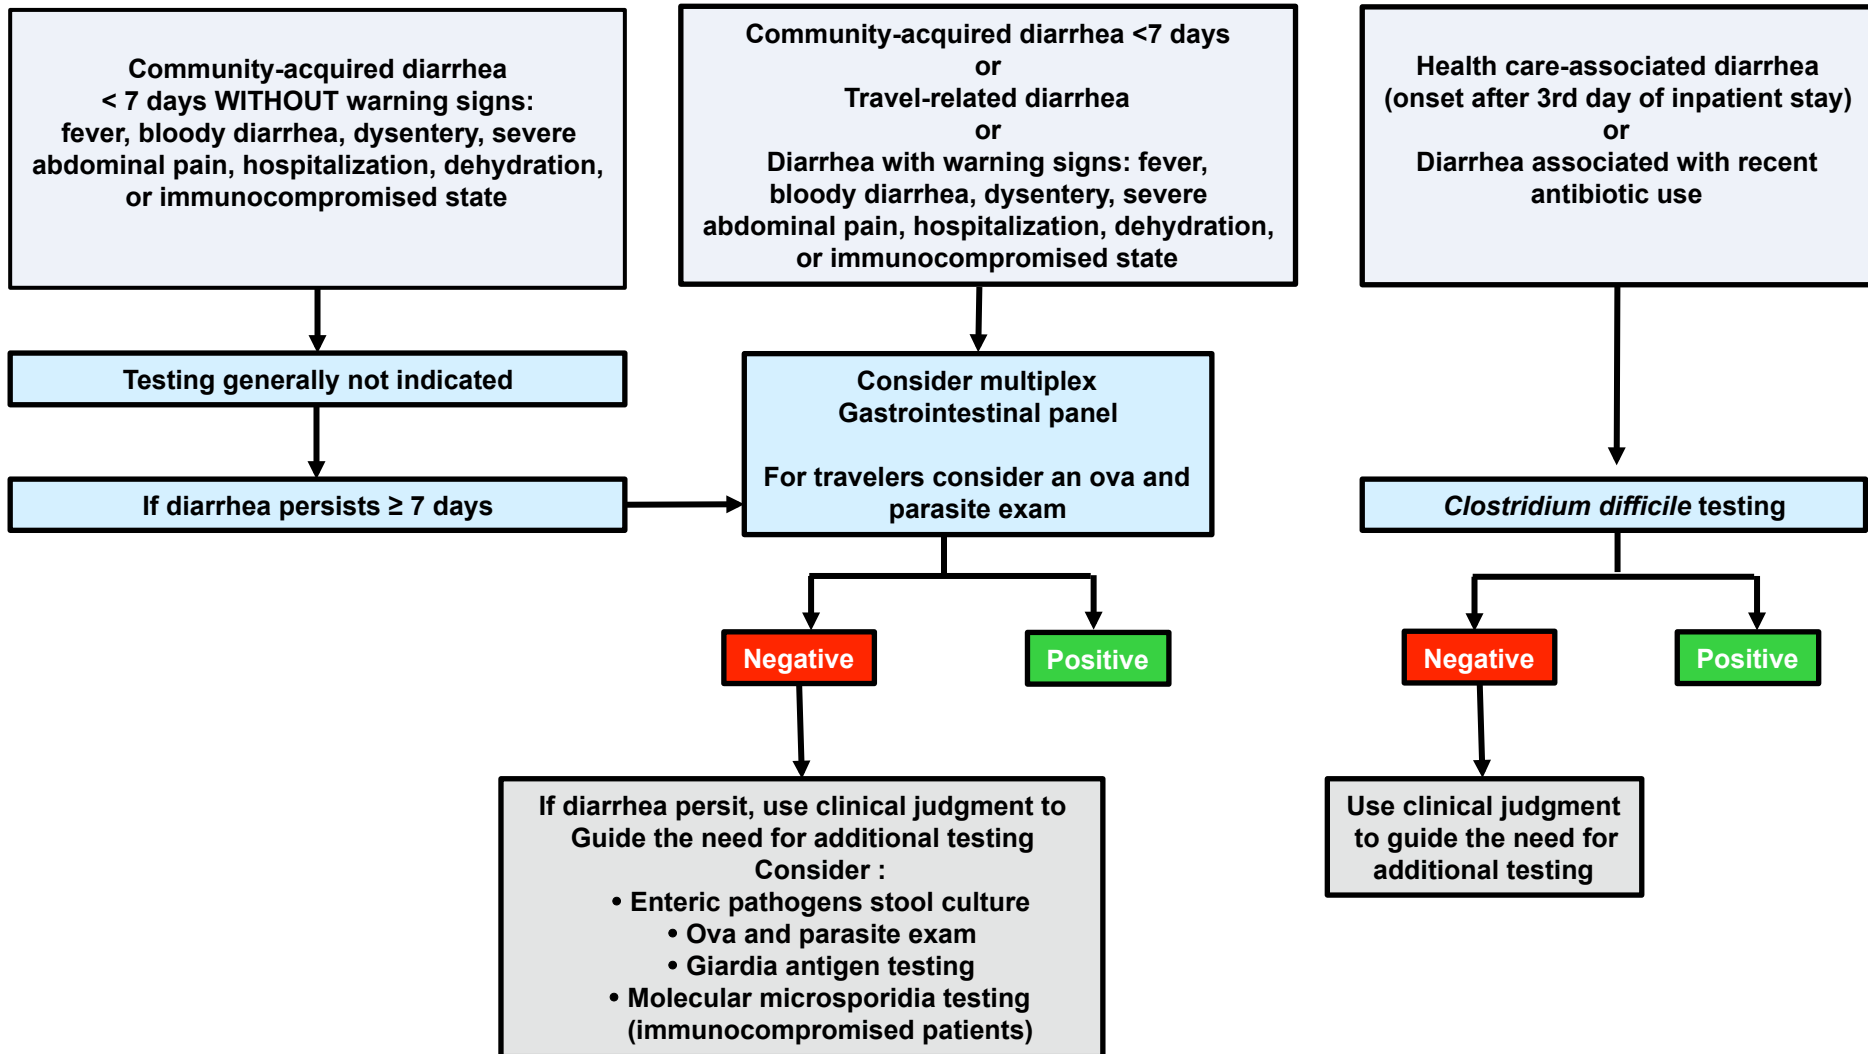 Community-acquired diarrhea
< 7 days WITHOUT warning signs:
fever, bloody diarrhea, dysentery, severe
abdominal pain, hospitalization, dehydration,
or immunocompromised state
Community-acquired diarrhea <7 days
or
Travel-related diarrhea
or
Diarrhea with warning signs: fever,
bloody diarrhea, dysentery, severe
abdominal pain, hospitalization, dehydration,
or immunocompromised state
Health care-associated diarrhea
(onset after 3rd day of inpatient stay)
or
Diarrhea associated with recent
antibiotic use
Testing generally not indicated
If diarrhea persists ≥ 7 days
Consider multiplex
Gastrointestinal panel
For travelers consider an ova and
parasite exam
Clostridium difficile testing
Negative
Positive
Negative
Positive
If diarrhea persit, use clinical judgment to
Guide the need for additional testing
Consider :
• Enteric pathogens stool culture
• Ova and parasite exam
• Giardia antigen testing
• Molecular microsporidia testing
(immunocompromised patients)
Use clinical judgment
to guide the need for
additional testing